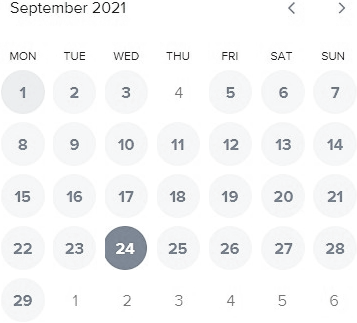 September 2021
MON TUE WED THU FRI SAT SUN
1 2 3 4 5 6 7
8 9 10 11 12 13 14
15 16 17 18 19 20 21
22 23 24 25 26 27 28
29 1 2 3 4 5 6